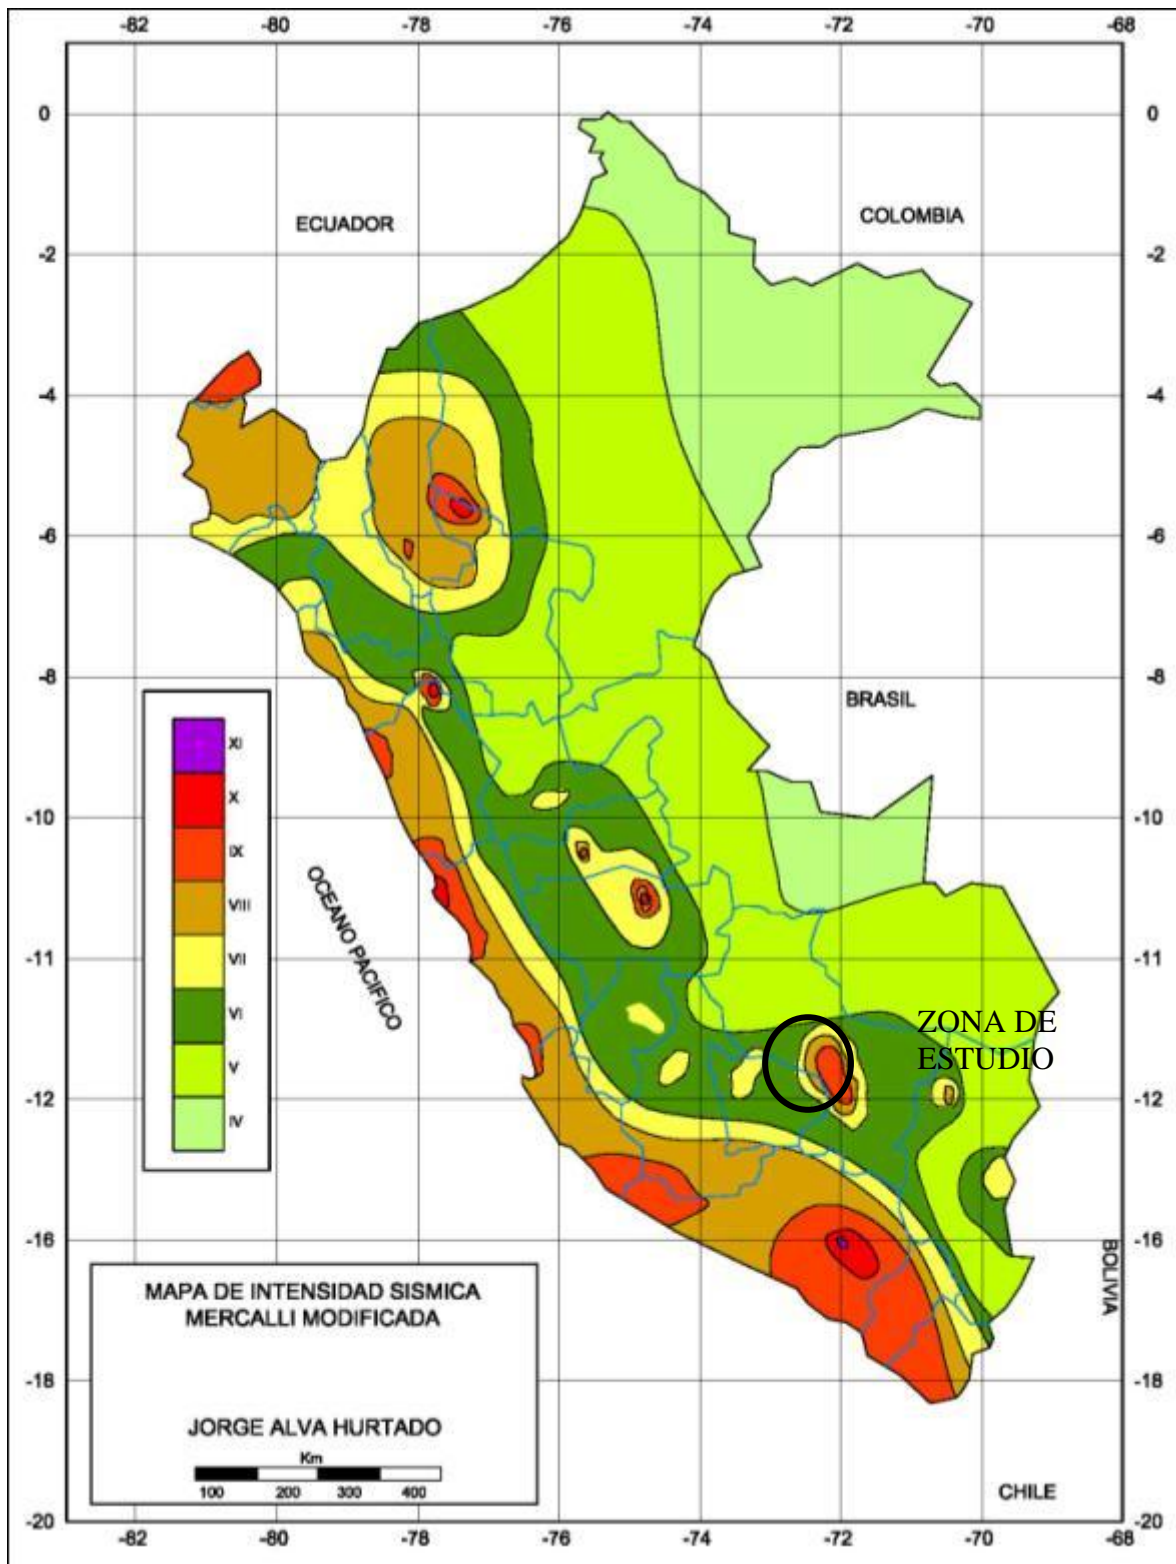 -82 -80 -78 -76 -74 -72 -70 -68
0 0
ECUADOR
COLOMBIA
-2 -2
-4 -4
-6 -6
-8 -8
BRASIL
XI
X
-10 -10
IX
OCEANO PACIFICO
VIII
VII
-11 -11
VI
ZONA DE
ESTUDIO
V
-12 -12
IV
-16 -16
BOLIVIA
MAPA DE INTENSIDAD SISMICA
MERCALLI MODIFICADA
-18 -18
JORGE ALVA HURTADO
Km
100 200 300 400
CHILE
-20 -20
-82 -80 -78 -76 -74 -72 -70 -68